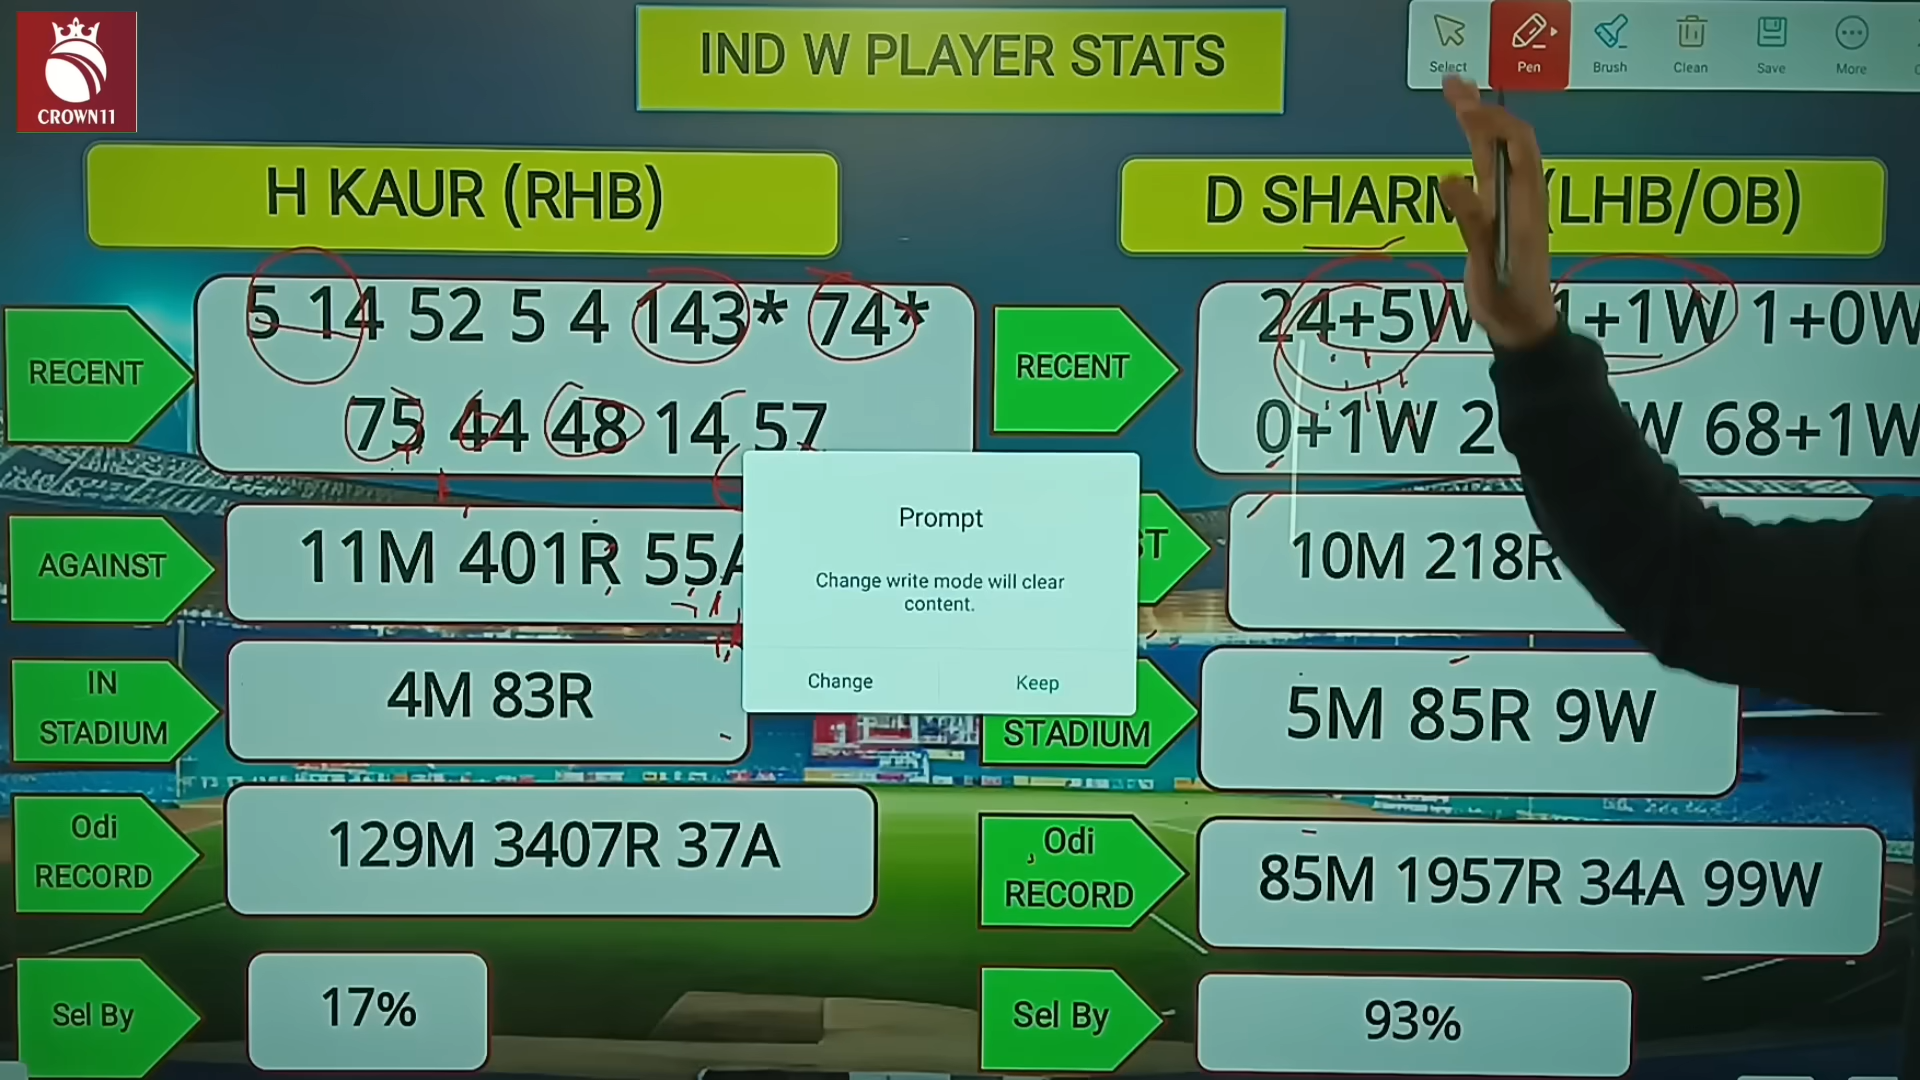 CROWN11
IND W PLAYER STATS
Select
Pen
Brush
Clean
Save
More
H KAUR (RHB)
RECENT
5 14 52 5 4 143* 74*
75 44 48 14 57
AGAINST
11M 401R 55A
IN
STADIUM
4M 83R
Odi
RECORD
129M 3407R 37A
Sel By
17%
Prompt
Change write mode will clear
content.
Change
Keep
D SHARM (LHB/OB)
RECENT
24+5W 1+1W 1+0W
0+1W 2 W 68+1W
ST
10M 218R
STADIUM
5M 85R 9W
Odi
RECORD
85M 1957R 34A 99W
Sel By
93%